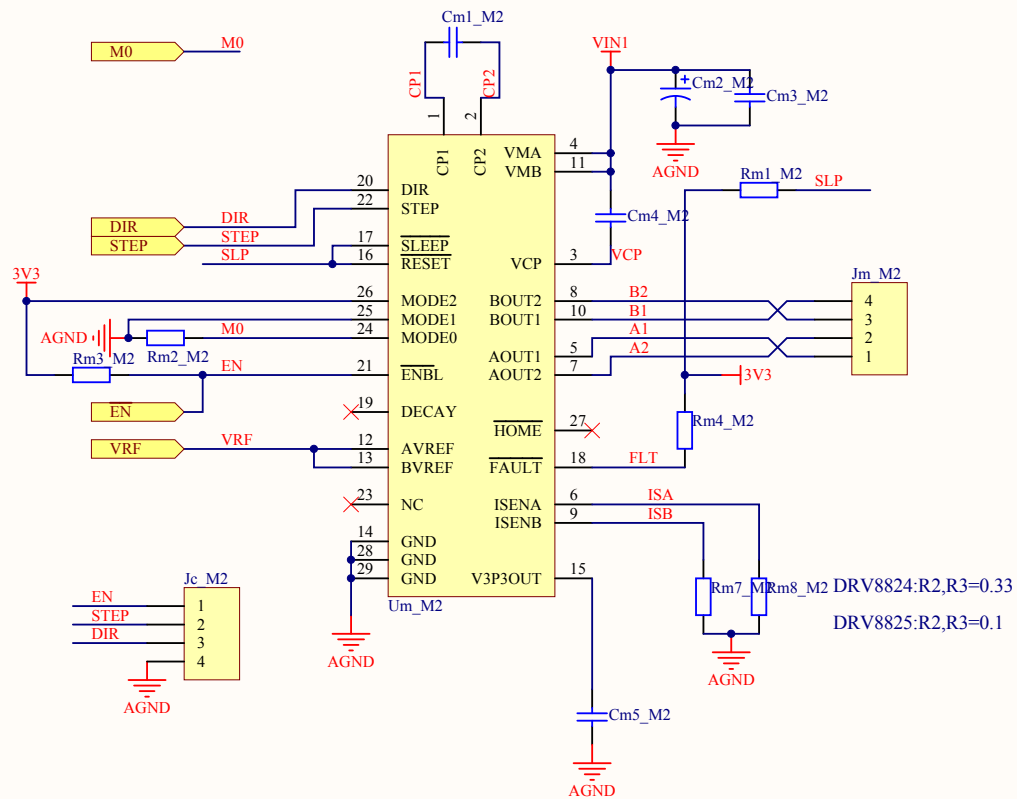 Cm1_M2
M0
M0
VIN1
CP1
CP2
Cm2_M2
Cm3_M2
1
2
AGND
CP1
CP2
VMA
4
VMB
11
Rm1_M2
SLP
20
DIR
22
STEP
DIR
DIR
STEP
STEP
Cm4_M2
17
SLEEP
SLP
16
RESET
VCP
3
VCP
3V3
Jm_M2
26
MODE2
BOUT2
8
B2
4
25
MODE1
BOUT1
10
B1
3
AGND
M0
24
MODE0
A1
2
Rm2_M2
AOUT1
5
A2
1
Rm3_M2
EN
21
ENBL
AOUT2
7
3V3
EN
19
DECAY
Rm4_M2
HOME
27
VRF
VRF
12
AVREF
13
BVREF
FAULT
18
FLT
23
NC
ISENA
6
ISA
ISENB
9
ISB
14
GND
28
GND
29
GND
V3P3OUT
15
Um_M2
Rm7_M2
Rm8_M2
DRV8824:R2,R3=0.33
DRV8825:R2,R3=0.1
Jc_M2
EN
1
STEP
2
DIR
3
4
AGND
AGND
AGND
Cm5_M2
AGND